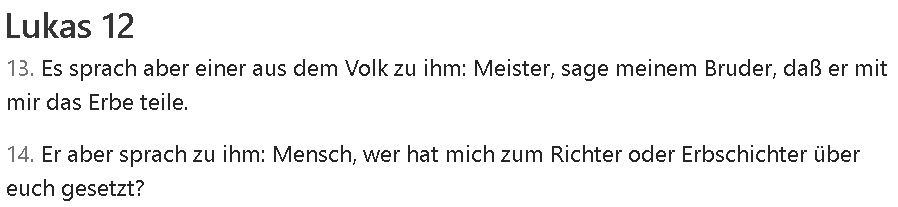 Lukas 12
13. Es sprach aber einer aus dem Volk zu ihm: Meister, sage meinem Bruder, daß er mit
mir das Erbe teile.
14. Er aber sprach zu ihm: Mensch, wer hat mich zum Richter oder Erbschichter über
euch gesetzt?